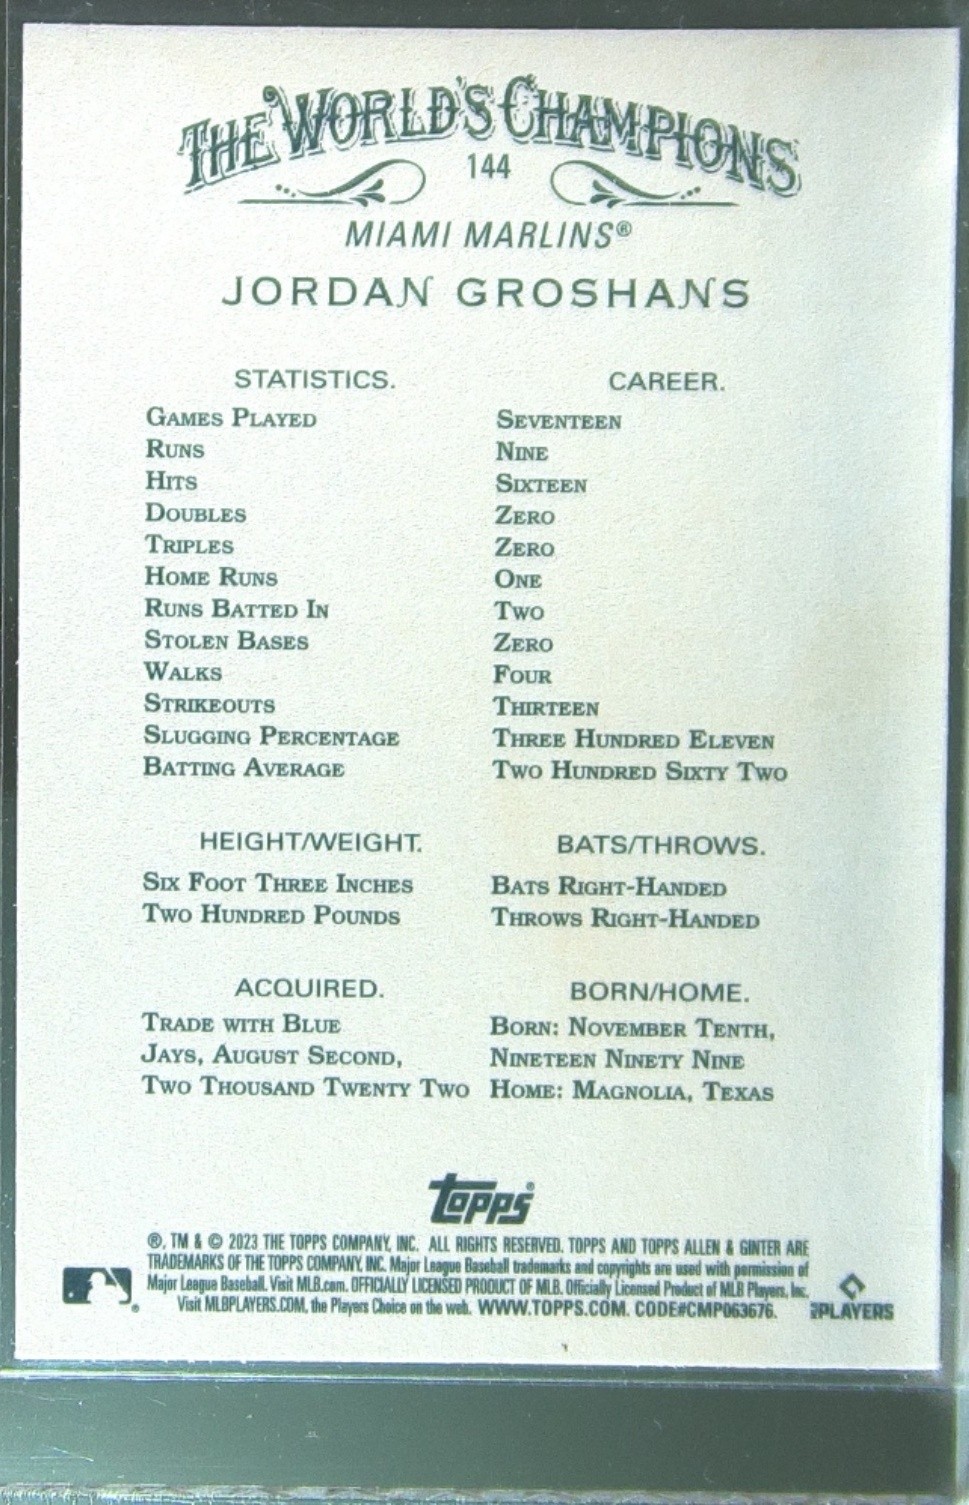 THE WORLD'S CHAMPIONS
144
MIAMI MARLINS®
JORDAN GROSHANS
STATISTICS. CAREER.
GAMES PLAYED SEVENTEEN
RUNS NINE
HITS SIXTEEN
DOUBLES ZERO
TRIPLES ZERO
HOME RUNS ONE
RUNS BATTED IN TWO
STOLEN BASES ZERO
WALKS FOUR
STRIKEOUTS THIRTEEN
SLUGGING PERCENTAGE THREE HUNDRED ELEVEN
BATTING AVERAGE TWO HUNDRED SIXTY TWO
HEIGHT/WEIGHT. BATS/THROWS.
SIX FOOT THREE INCHES BATS RIGHT-HANDED
TWO HUNDRED POUNDS THROWS RIGHT-HANDED
ACQUIRED. BORN/HOME.
TRADE WITH BLUE BORN: NOVEMBER TENTH,
JAYS, AUGUST SECOND, NINETEEN NINETY NINE
TWO THOUSAND TWENTY TWO HOME: MAGNOLIA, TEXAS
topps®
®, TM & © 2023 THE TOPPS COMPANY, INC. ALL RIGHTS RESERVED. TOPPS AND TOPPS ALLEN & GINTER ARE
TRADEMARKS OF THE TOPPS COMPANY, INC. Major League Baseball trademarks and copyrights are used with permission of
Major League Baseball. Visit MLB.com. OFFICIALLY LICENSED PRODUCT OF MLB. Officially Licensed Product of MLB Players, Inc.
Visit MLBPLAYERS.COM, the Players Choice on the web. WWW.TOPPS.COM. CODE#CMP063676.
PLAYERS